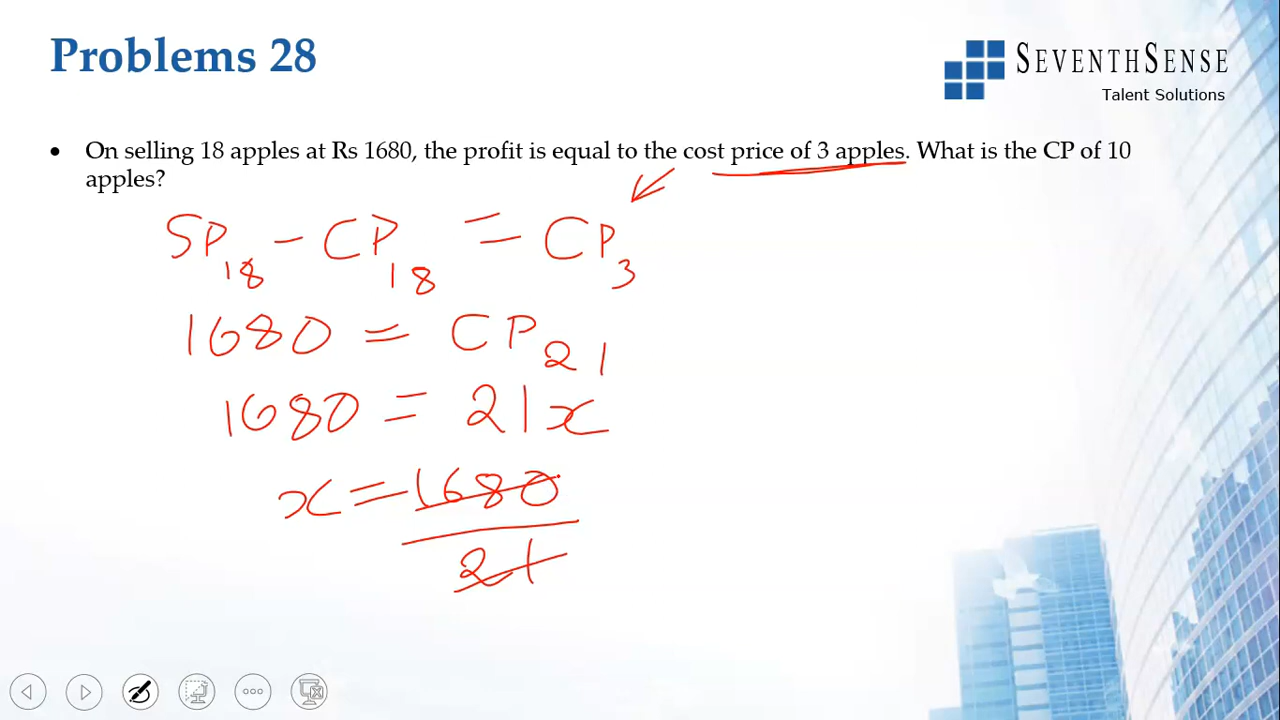 Problems 28
SEVENTHSENSE
Talent Solutions
• On selling 18 apples at Rs 1680, the profit is equal to the cost price of 3 apples. What is the CP of 10
apples?
SP18 - CP18 = CP3
1680 = CP21
1680 = 21x
x = 1680
21